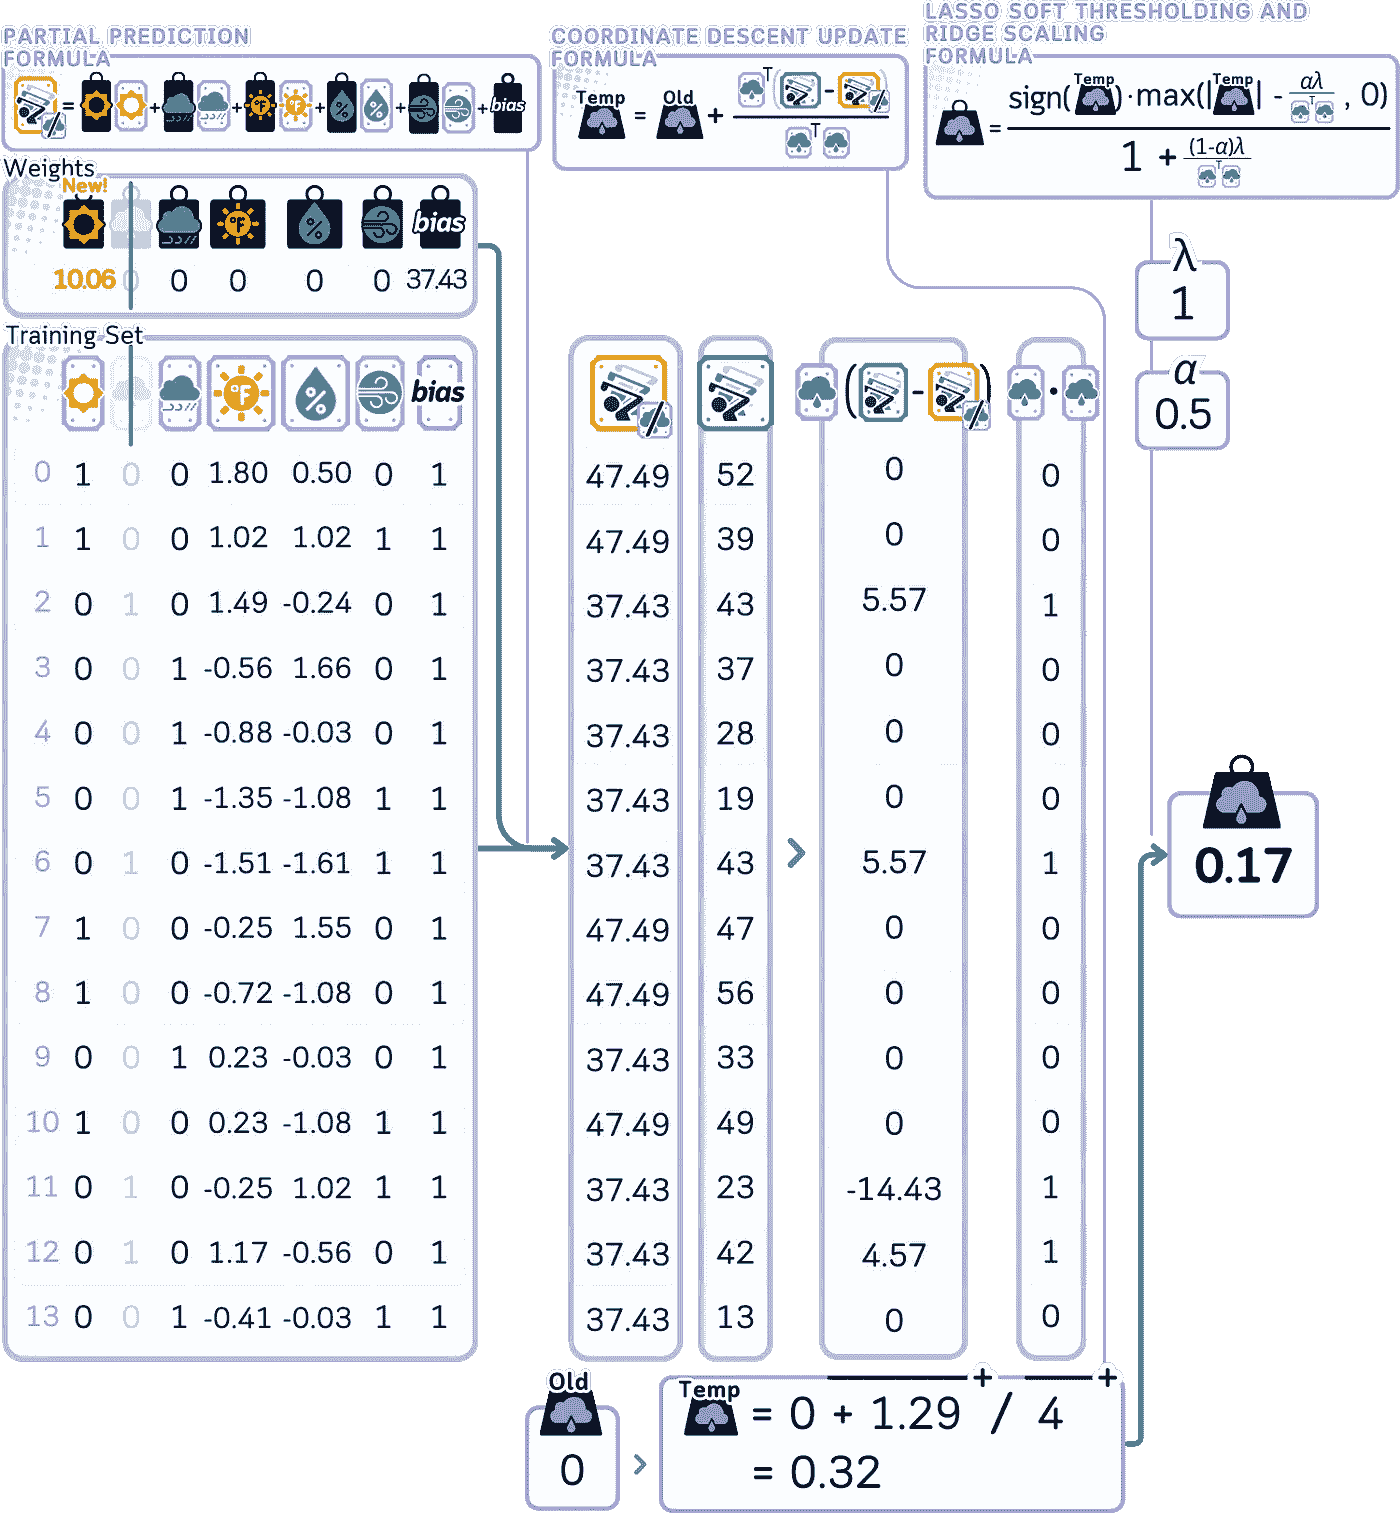 PARTIAL PREDICTION
FORMULA
= + + + + + bias
COORDINATE DESCENT UPDATE
FORMULA
Temp = Old + T ( - ) / T
LASSO SOFT THRESHOLDING AND
RIDGE SCALING
FORMULA
= sign(Temp)·max(|Temp| - αλ / T , 0)
1 + (1-α)λ / T
Weights
New!
°F % bias
10.06 0 0 0 0 0 37.43
λ
1
α
0.5
Training Set
°F % bias ( - ) ·
0 1 0 0 1.80 0.50 0 1 47.49 52 0 0
1 1 0 0 1.02 1.02 1 1 47.49 39 0 0
2 0 1 0 1.49 -0.24 0 1 37.43 43 5.57 1
3 0 0 1 -0.56 1.66 0 1 37.43 37 0 0
4 0 0 1 -0.88 -0.03 0 1 37.43 28 0 0
5 0 0 1 -1.35 -1.08 1 1 37.43 19 0 0
6 0 1 0 -1.51 -1.61 1 1 37.43 43 5.57 1
7 1 0 0 -0.25 1.55 0 1 47.49 47 0 0
8 1 0 0 -0.72 -1.08 0 1 47.49 56 0 0
9 0 0 1 0.23 -0.03 0 1 37.43 33 0 0
10 1 0 0 0.23 -1.08 1 1 47.49 49 0 0
11 0 1 0 -0.25 1.02 1 1 37.43 23 -14.43 1
12 0 1 0 1.17 -0.56 0 1 37.43 42 4.57 1
13 0 0 1 -0.41 -0.03 1 1 37.43 13 0 0
0.17
+ +
Old
0
Temp = 0 + 1.29 / 4
= 0.32